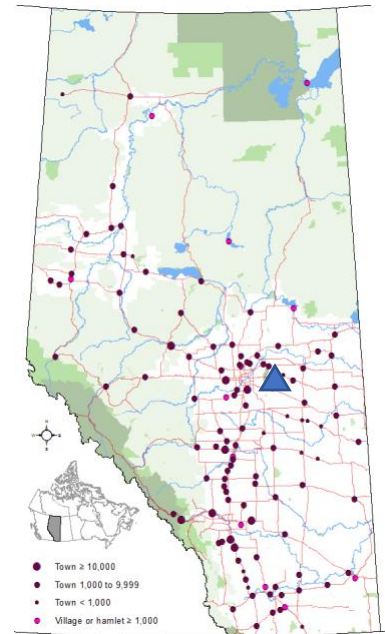 Town ≥ 10,000
Town 1,000 to 9,999
Town < 1,000
Village or hamlet ≥ 1,000